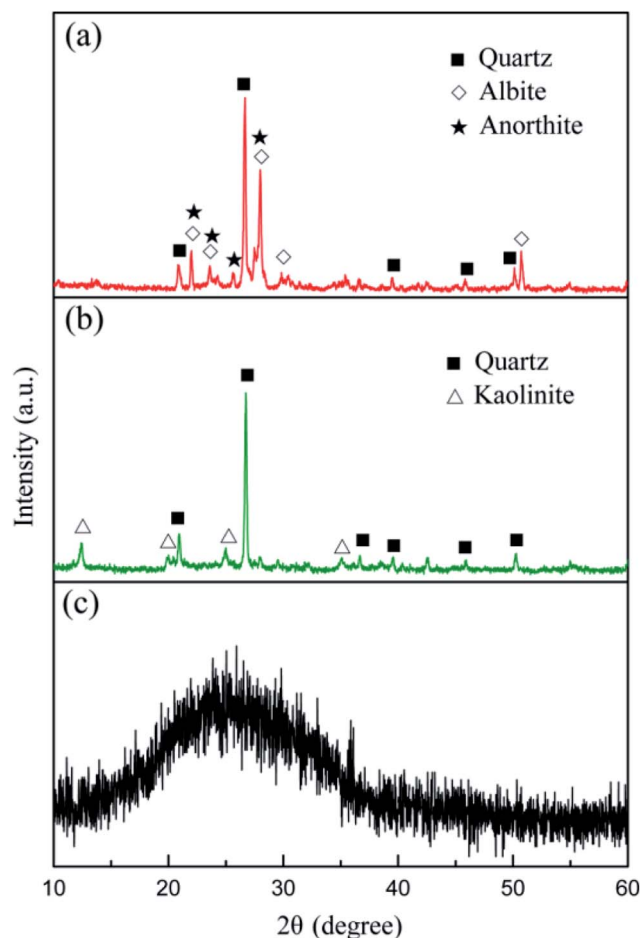 (a)
Quartz
Albite
Anorthite
(b)
Quartz
Kaolinite
(c)
Intensity (a.u.)
10 20 30 40 50 60
2θ (degree)